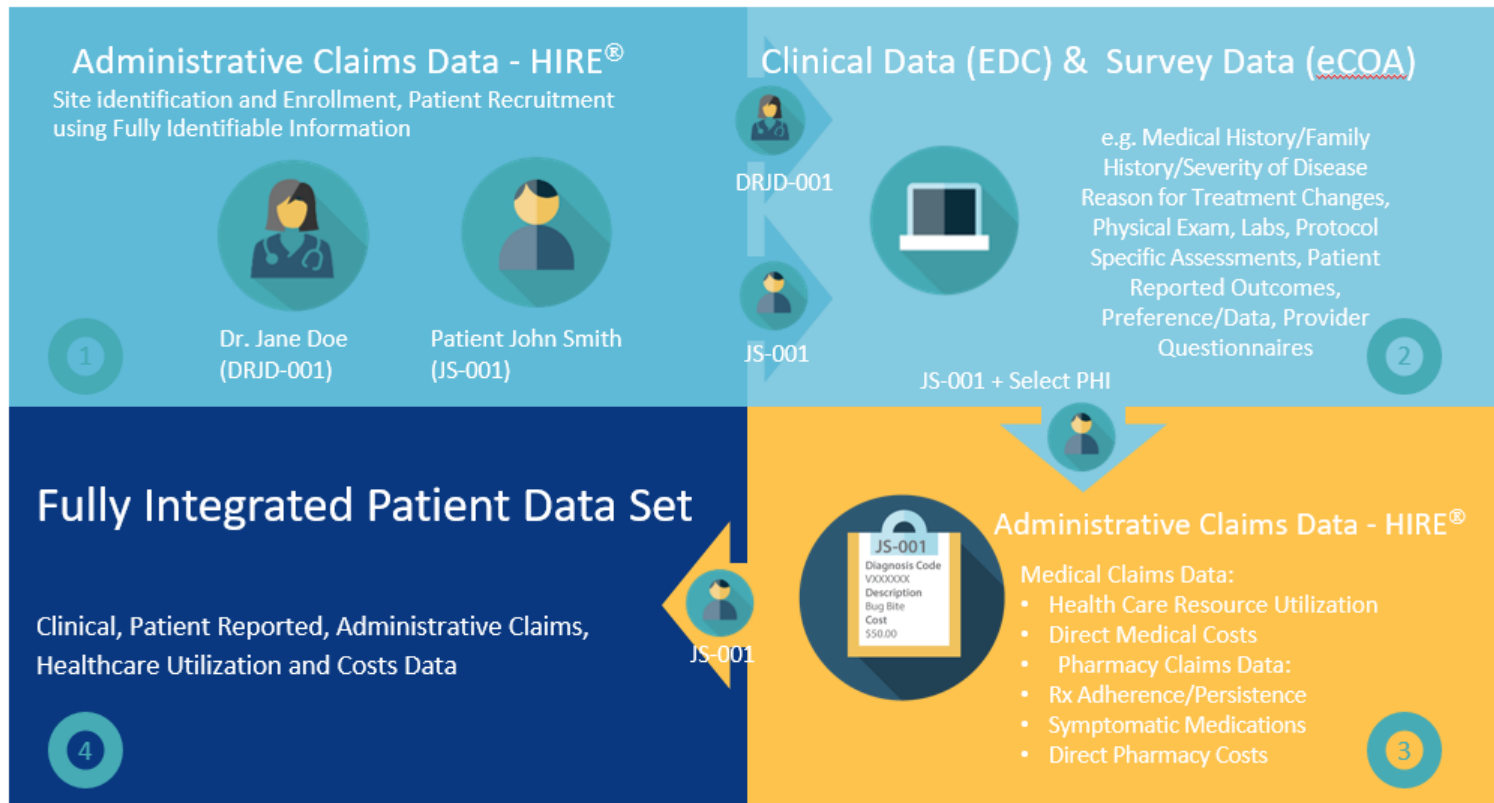 Administrative Claims Data - HIRE®
Site identification and Enrollment, Patient Recruitment
using Fully Identifiable Information
Dr. Jane Doe
(DRJD-001)
Patient John Smith
(JS-001)
1
Clinical Data (EDC) & Survey Data (eCOA)
DRJD-001
JS-001
e.g. Medical History/Family
History/Severity of Disease
Reason for Treatment Changes,
Physical Exam, Labs, Protocol
Specific Assessments, Patient
Reported Outcomes,
Preference/Data, Provider
Questionnaires
2
JS-001 + Select PHI
Administrative Claims Data - HIRE®
JS-001
Diagnosis Code
VXXXXXX
Description
Bug Bite
Cost
$50.00
Medical Claims Data:
• Health Care Resource Utilization
• Direct Medical Costs
• Pharmacy Claims Data:
• Rx Adherence/Persistence
• Symptomatic Medications
• Direct Pharmacy Costs
3
JS-001
Fully Integrated Patient Data Set
Clinical, Patient Reported, Administrative Claims,
Healthcare Utilization and Costs Data
4